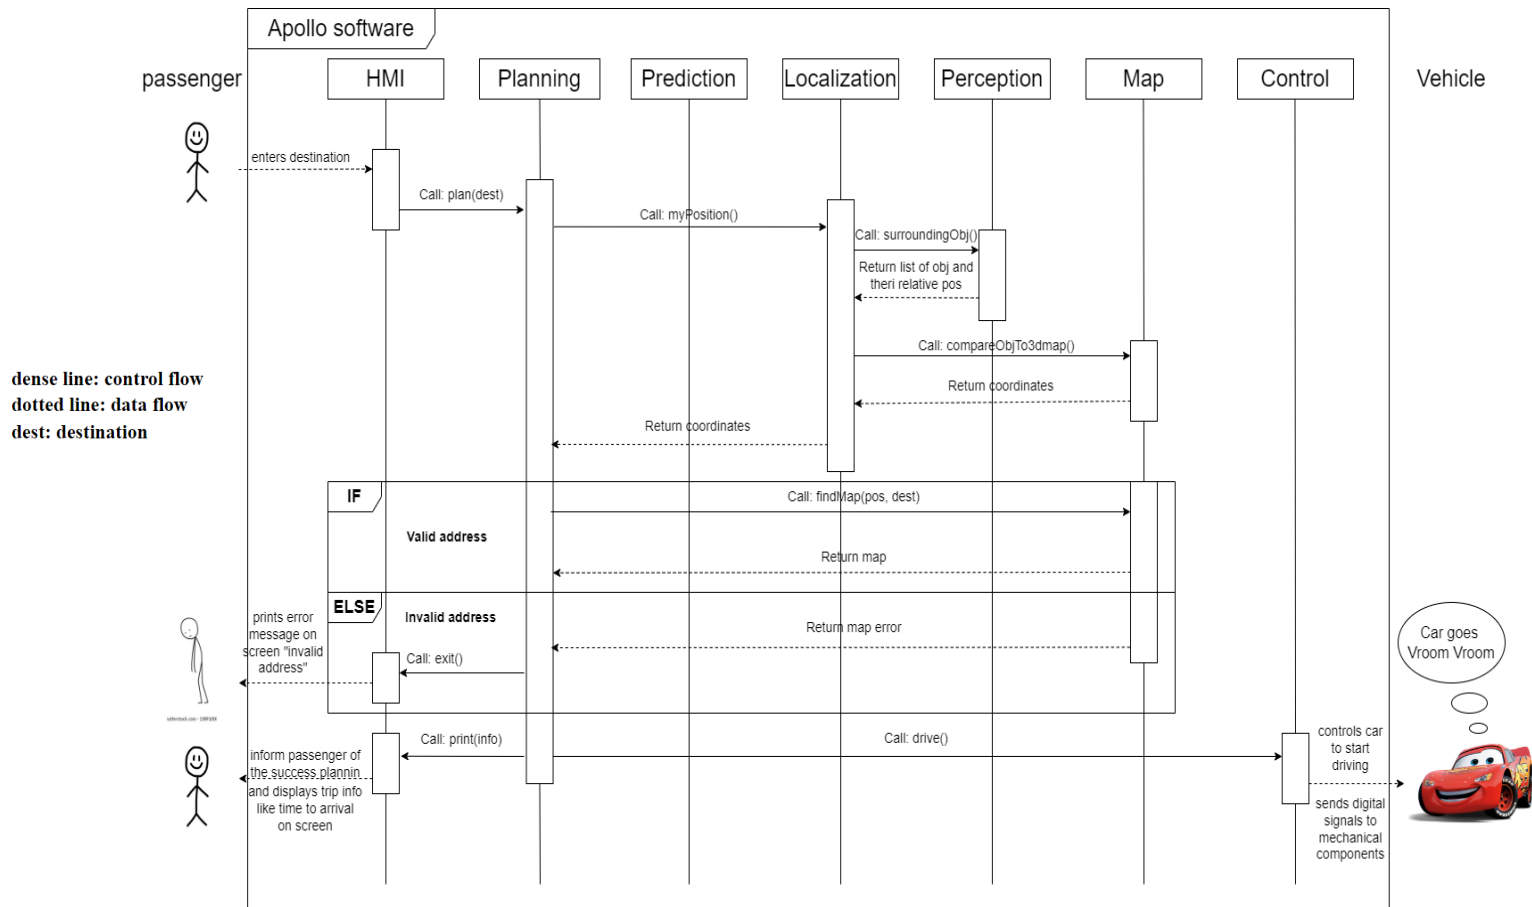 Apollo software
passenger
HMI
Planning
Prediction
Localization
Perception
Map
Control
Vehicle
enters destination
Call: plan(dest)
Call: myPosition()
Call: surroundingObj()
Return list of obj and
theri relative pos
Call: compareObjTo3dmap()
dense line: control flow
dotted line: data flow
dest: destination
Return coordinates
Return coordinates
IF
Call: findMap(pos, dest)
Valid address
Return map
ELSE
Invalid address
Return map error
prints error
message on
screen "invalid
address"
Call: exit()
Car goes
Vroom Vroom
Call: print(info)
Call: drive()
controls car
to start
driving
inform passenger of
the success plannin
and displays trip info
like time to arrival
on screen
sends digital
signals to
mechanical
components